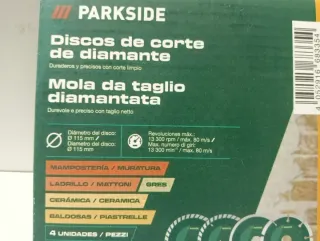 PARKSIDE
Discos de corte
de diamante
Duraderos y precisos con corte limpio
Mola da taglio
diamantata
Durevole e preciso con taglio netto
Diámetro del disco:
Ø 115 mm
Diametro del disco:
Ø 115 mm
Revoluciones máx.:
13 300 rpm / máx. 80 m/s
Max. numero di giri:
13 300 min⁻¹ / max. 80 m/s
MAMPOSTERÍA / MURATURA
LADRILLO / MATTONI
GRES
CERÁMICA / CERAMICA
BALDOSAS / PIASTRELLE
4 UNIDADES / PEZZI